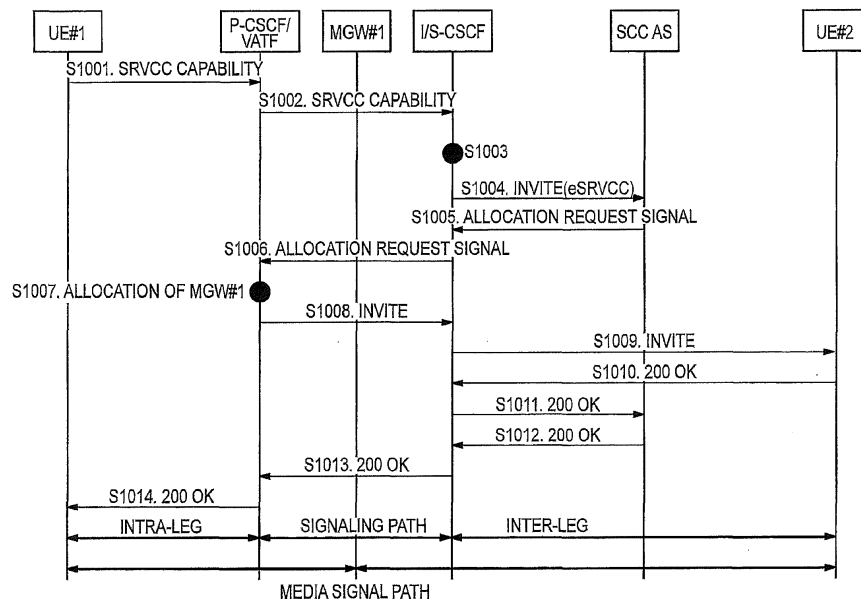 UE#1
P-CSCF/
VATF
MGW#1
I/S-CSCF
SCC AS
UE#2
S1001. SRVCC CAPABILITY
S1002. SRVCC CAPABILITY
S1003
S1004. INVITE(eSRVCC)
S1005. ALLOCATION REQUEST SIGNAL
S1006. ALLOCATION REQUEST SIGNAL
S1007. ALLOCATION OF MGW#1
S1008. INVITE
S1009. INVITE
S1010. 200 OK
S1011. 200 OK
S1012. 200 OK
S1013. 200 OK
S1014. 200 OK
INTRA-LEG
SIGNALING PATH
INTER-LEG
MEDIA SIGNAL PATH